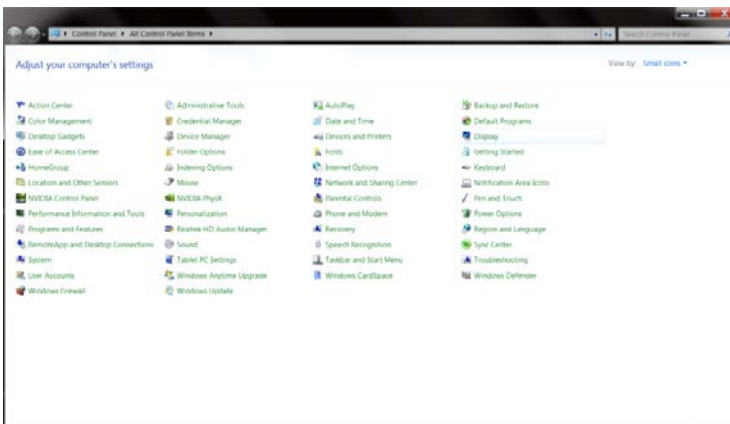 Control Panel All Control Panel Items
Search Control Panel
Adjust your computer's settings
View by: Small icons
Action Center Administrative Tools AutoPlay Backup and Restore
Color Management Credential Manager Date and Time Default Programs
Desktop Gadgets Device Manager Devices and Printers Display
Ease of Access Center Folder Options Fonts Getting Started
HomeGroup Indexing Options Internet Options Keyboard
Location and Other Sensors Mouse Network and Sharing Center Notification Area Icons
NVIDIA Control Panel NVIDIA PhysX Parental Controls Pen and Touch
Performance Information and Tools Personalization Phone and Modem Power Options
Programs and Features Realtek HD Audio Manager Recovery Region and Language
RemoteApp and Desktop Connections Sound Speech Recognition Sync Center
System Tablet PC Settings Taskbar and Start Menu Troubleshooting
User Accounts Windows Anytime Upgrade Windows CardSpace Windows Defender
Windows Firewall Windows Update